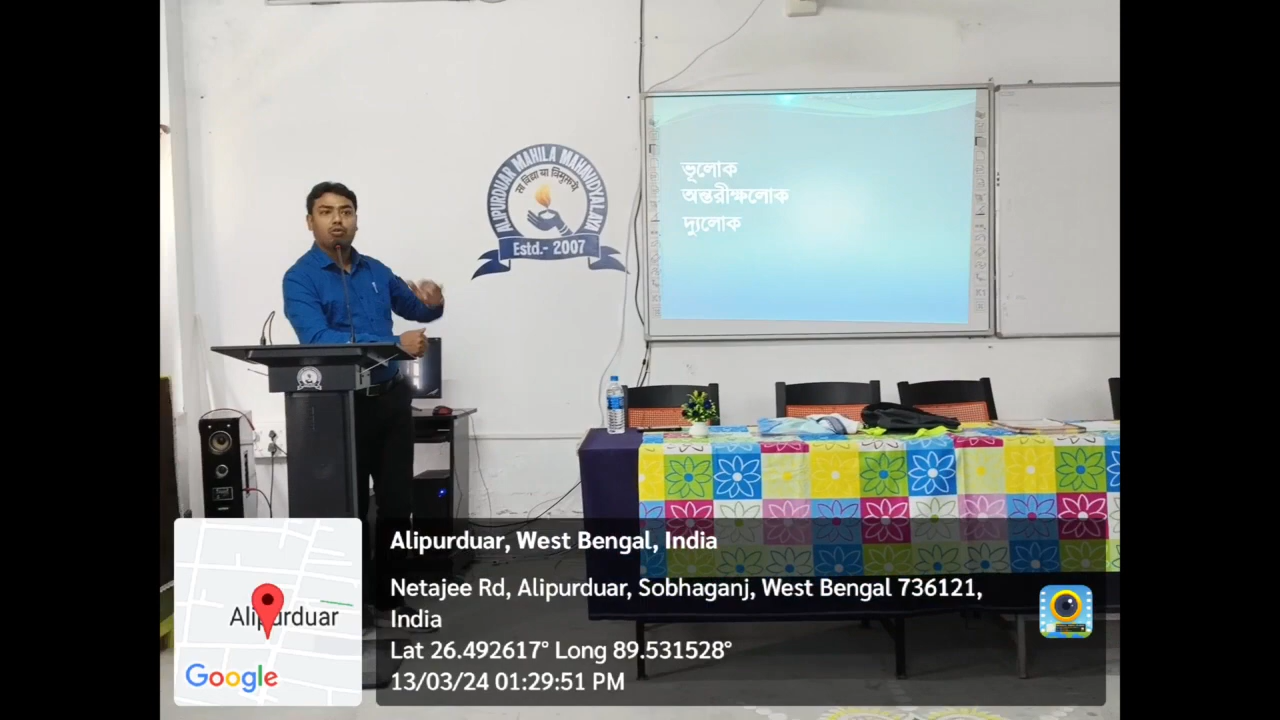 ALIPURDUAR MAHILA MAHAVIDYALAYA
सा विद्या या विमुक्तये
Estd.- 2007
ভূলোক
অন্তরীক্ষলোক
দ্যুলোক
Alipurduar, West Bengal, India
Netajee Rd, Alipurduar, Sobhaganj, West Bengal 736121,
India
Lat 26.492617° Long 89.531528°
13/03/24 01:29:51 PM
Alipurduar
Google